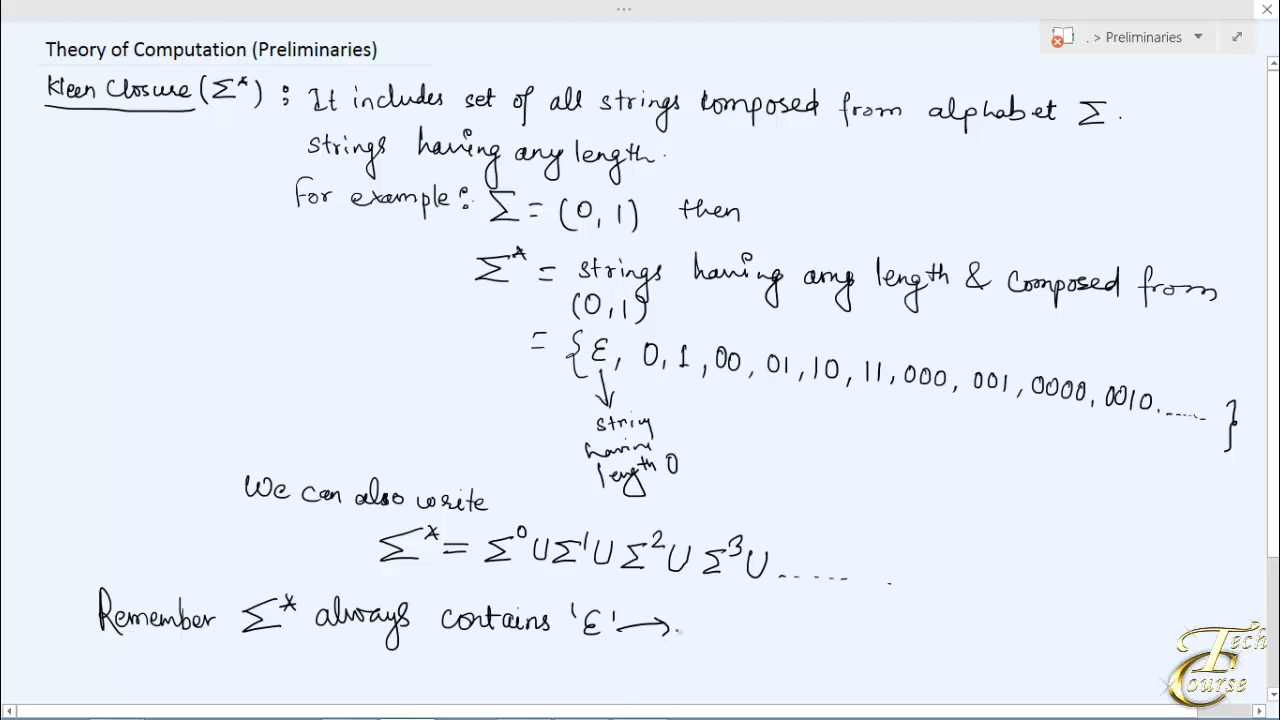 Theory of Computation (Preliminaries)
. > Preliminaries
Kleen Closure (Σ*) : It includes set of all strings composed from alphabet Σ.
strings having any length.
For example : Σ = (0, 1) then
Σ* = strings having any length & composed from
(0, 1)
= {ε, 0, 1, 00, 01, 10, 11, 000, 001, 0000, 0010.......}
string
having
length 0
We can also write
Σ* = Σ⁰ U Σ¹ U Σ² U Σ³ U ....... .
Remember Σ* always contains 'ε' →
Tech
Course